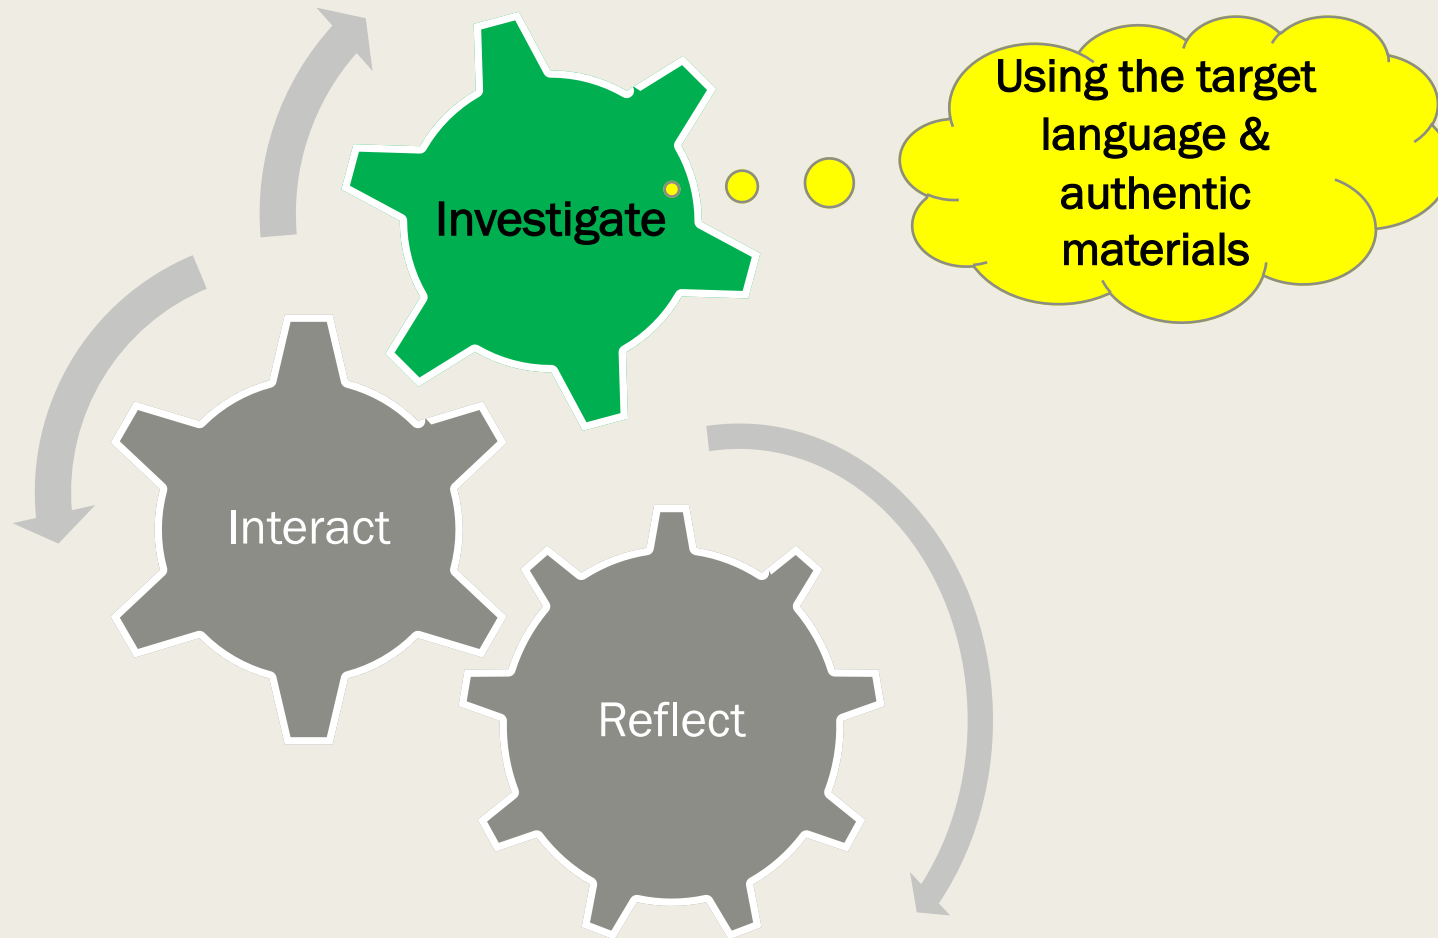 Using the target
language &
authentic
materials
Investigate
Interact
Reflect